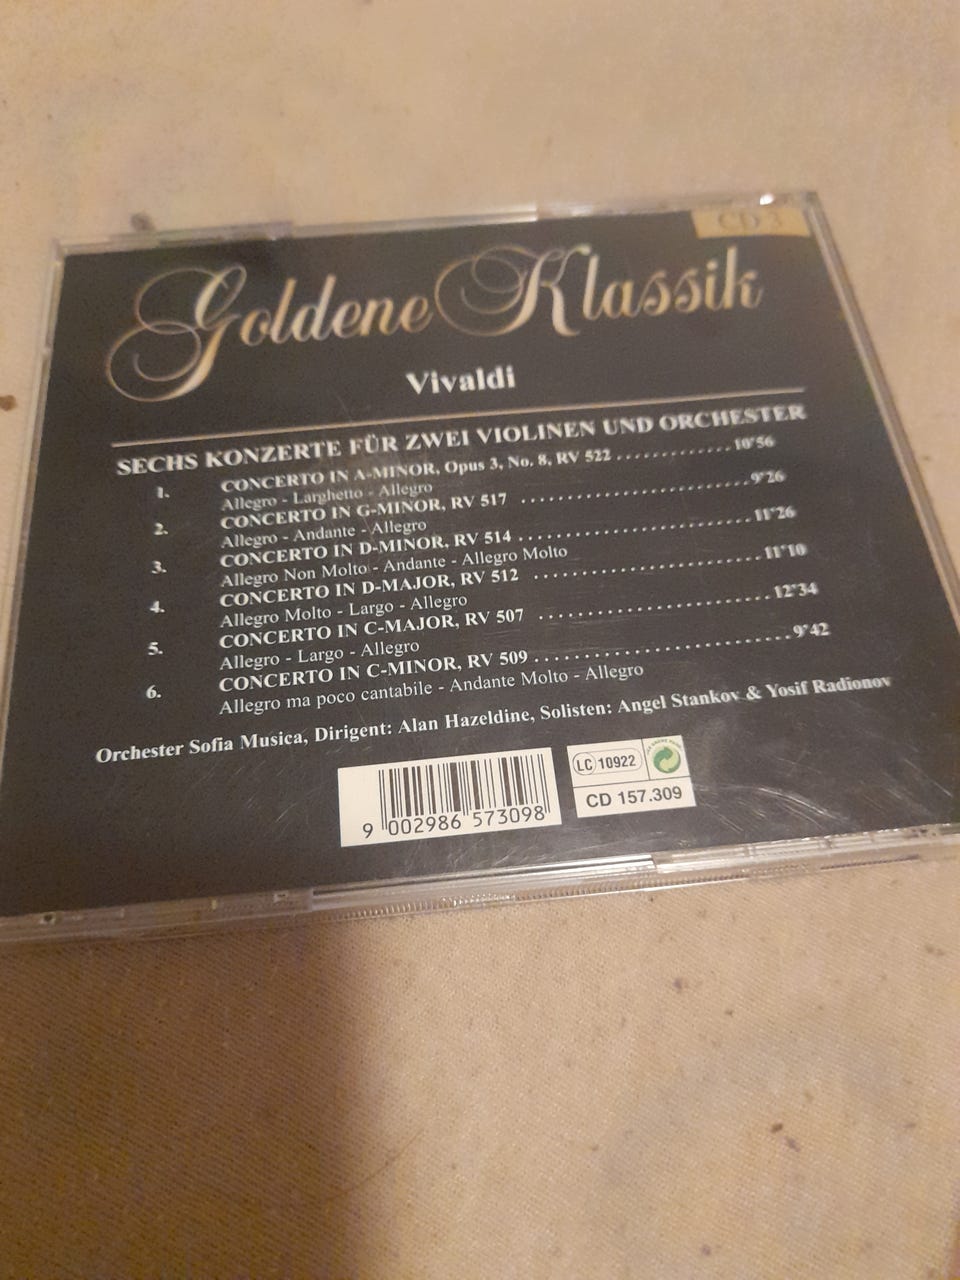 CD 3
Goldene Klassik
Vivaldi
SECHS KONZERTE FÜR ZWEI VIOLINEN UND ORCHESTER
1. CONCERTO IN A-MINOR, Opus 3, No. 8, RV 522 ............. 10'56
Allegro - Larghetto - Allegro
2. CONCERTO IN G-MINOR, RV 517 ......................... 9'26
Allegro - Andante - Allegro
3. CONCERTO IN D-MINOR, RV 514 ......................... 11'26
Allegro Non Molto - Andante - Allegro Molto
4. CONCERTO IN D-MAJOR, RV 512 ........................ 11'10
Allegro Molto - Largo - Allegro
5. CONCERTO IN C-MAJOR, RV 507 ......................... 12'34
Allegro - Largo - Allegro
6. CONCERTO IN C-MINOR, RV 509 ........................... 9'42
Allegro ma poco cantabile - Andante Molto - Allegro
Orchester Sofia Musica, Dirigent: Alan Hazeldine, Solisten: Angel Stankov & Yosif Radionov
LC 10922
CD 157.309
9 002986 573098